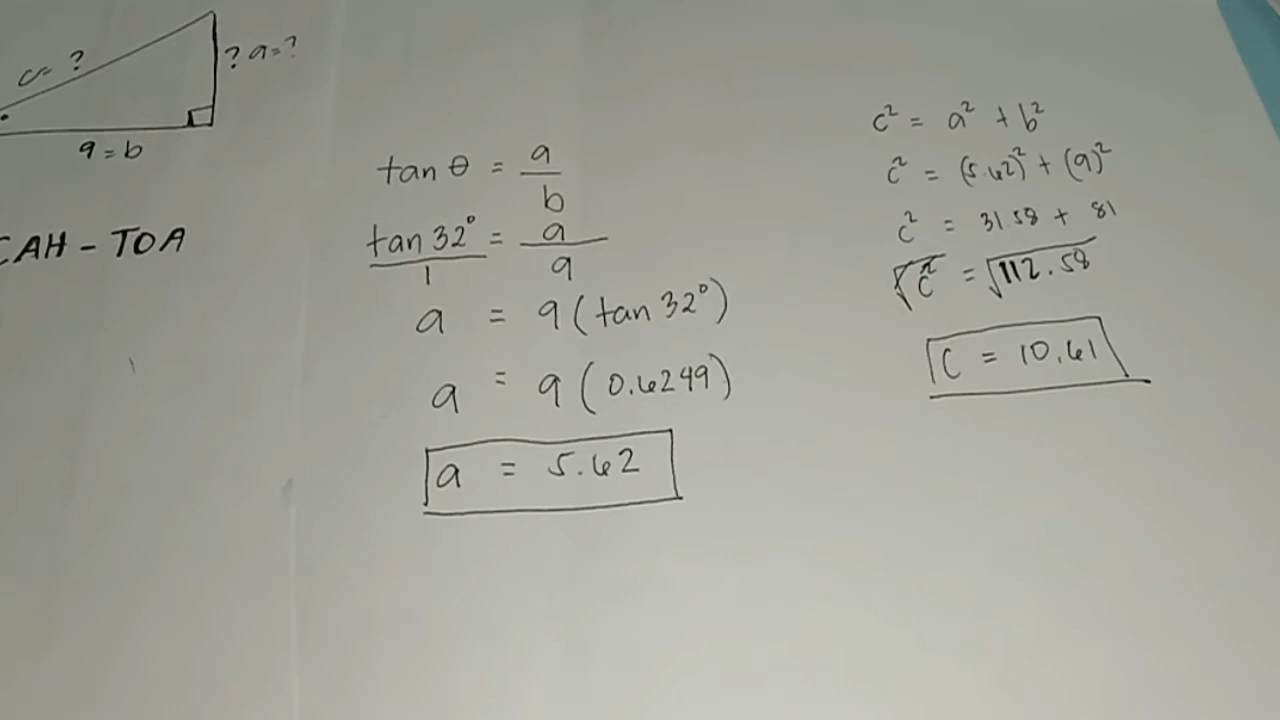 c = ?
? a = ?
9 = b
CAH - TOA
tan θ = a/b
tan 32° / 1 = a/9
a = 9 (tan 32°)
a = 9 (0.6249)
a = 5.62
c² = a² + b²
c² = (5.62)² + (9)²
c² = 31.58 + 81
√c² = √112.58
c = 10.61